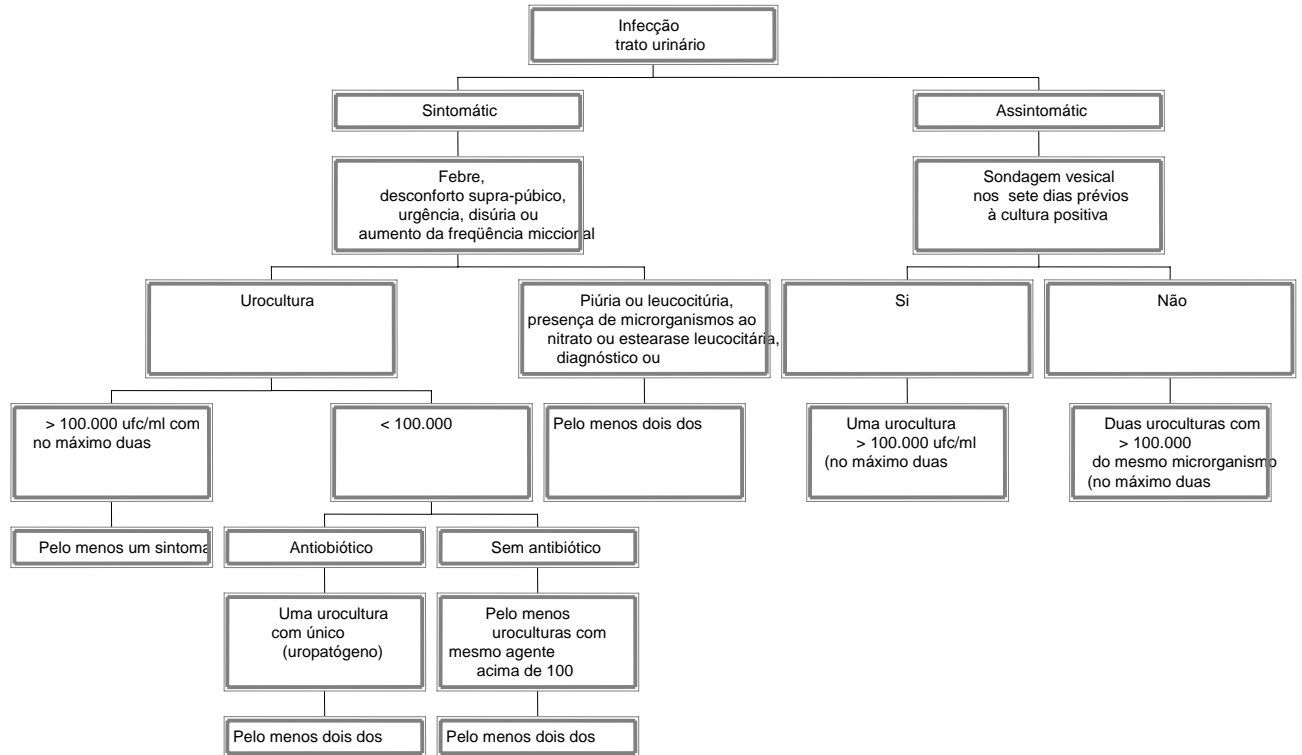 Infecção
trato urinário
Sintomátic
Assintomátic
Febre,
desconforto supra-púbico,
urgência, disúria ou
aumento da freqüência miccional
Sondagem vesical
nos sete dias prévios
à cultura positiva
Urocultura
Piúria ou leucocitúria,
presença de microrganismos ao
nitrato ou estearase leucocitária,
diagnóstico ou
Si
Não
> 100.000 ufc/ml com
no máximo duas
< 100.000
Pelo menos dois dos
Uma urocultura
> 100.000 ufc/ml
(no máximo duas
Duas uroculturas com
> 100.000
do mesmo microrganismo
(no máximo duas
Pelo menos um sintoma
Antiobiótico
Sem antibiótico
Uma urocultura
com único
(uropatógeno)
Pelo menos
uroculturas com
mesmo agente
acima de 100
Pelo menos dois dos
Pelo menos dois dos